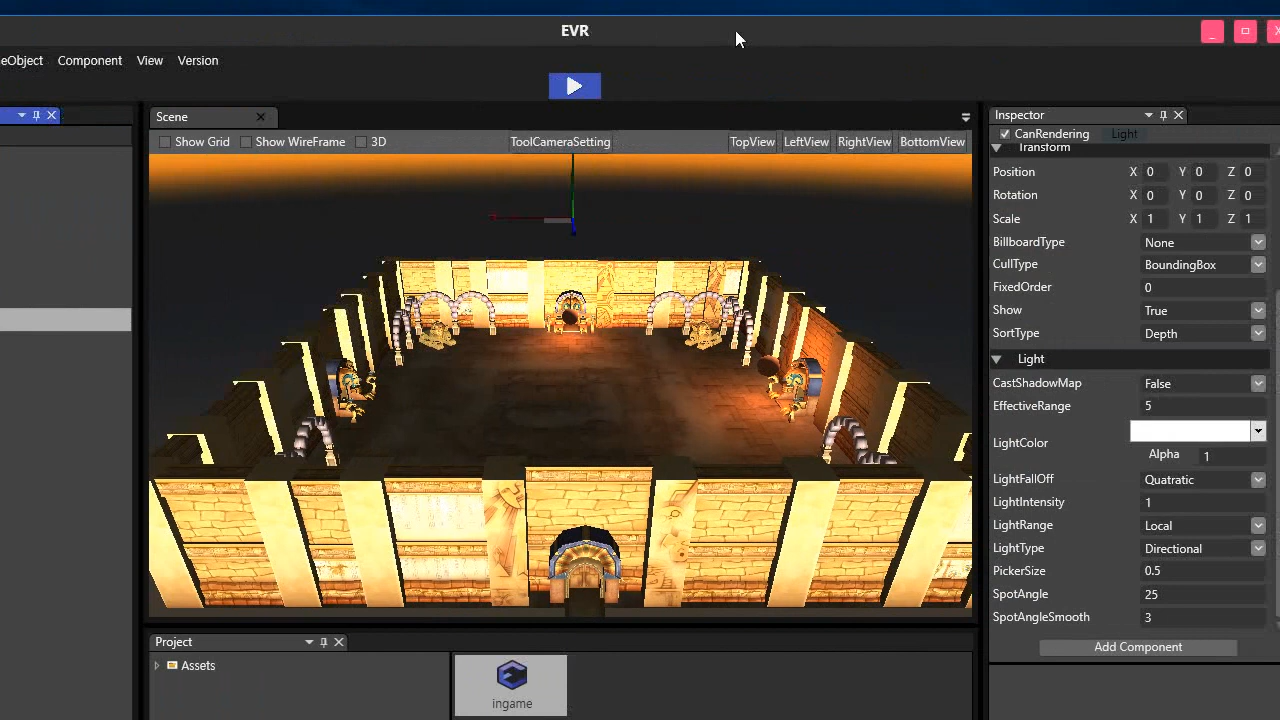 EVR
eObject Component View Version
Scene
Show Grid Show WireFrame 3D ToolCameraSetting TopView LeftView RightView BottomView
Inspector
CanRendering Light
Transform
Position X 0 Y 0 Z 0
Rotation X 0 Y 0 Z 0
Scale X 1 Y 1 Z 1
BillboardType None
CullType BoundingBox
FixedOrder 0
Show True
SortType Depth
Light
CastShadowMap False
EffectiveRange 5
LightColor
Alpha 1
LightFallOff Quatratic
LightIntensity 1
LightRange Local
LightType Directional
PickerSize 0.5
SpotAngle 25
SpotAngleSmooth 3
Add Component
Project
Assets
ingame